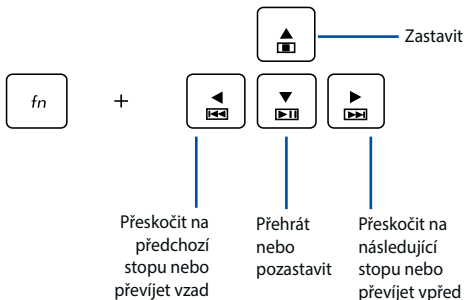 Zastavit
fn
+
Přeskočit na
předchozí
stopu nebo
převíjet vzad
Přehrát
nebo
pozastavit
Přeskočit na
následující
stopu nebo
převíjet vpřed